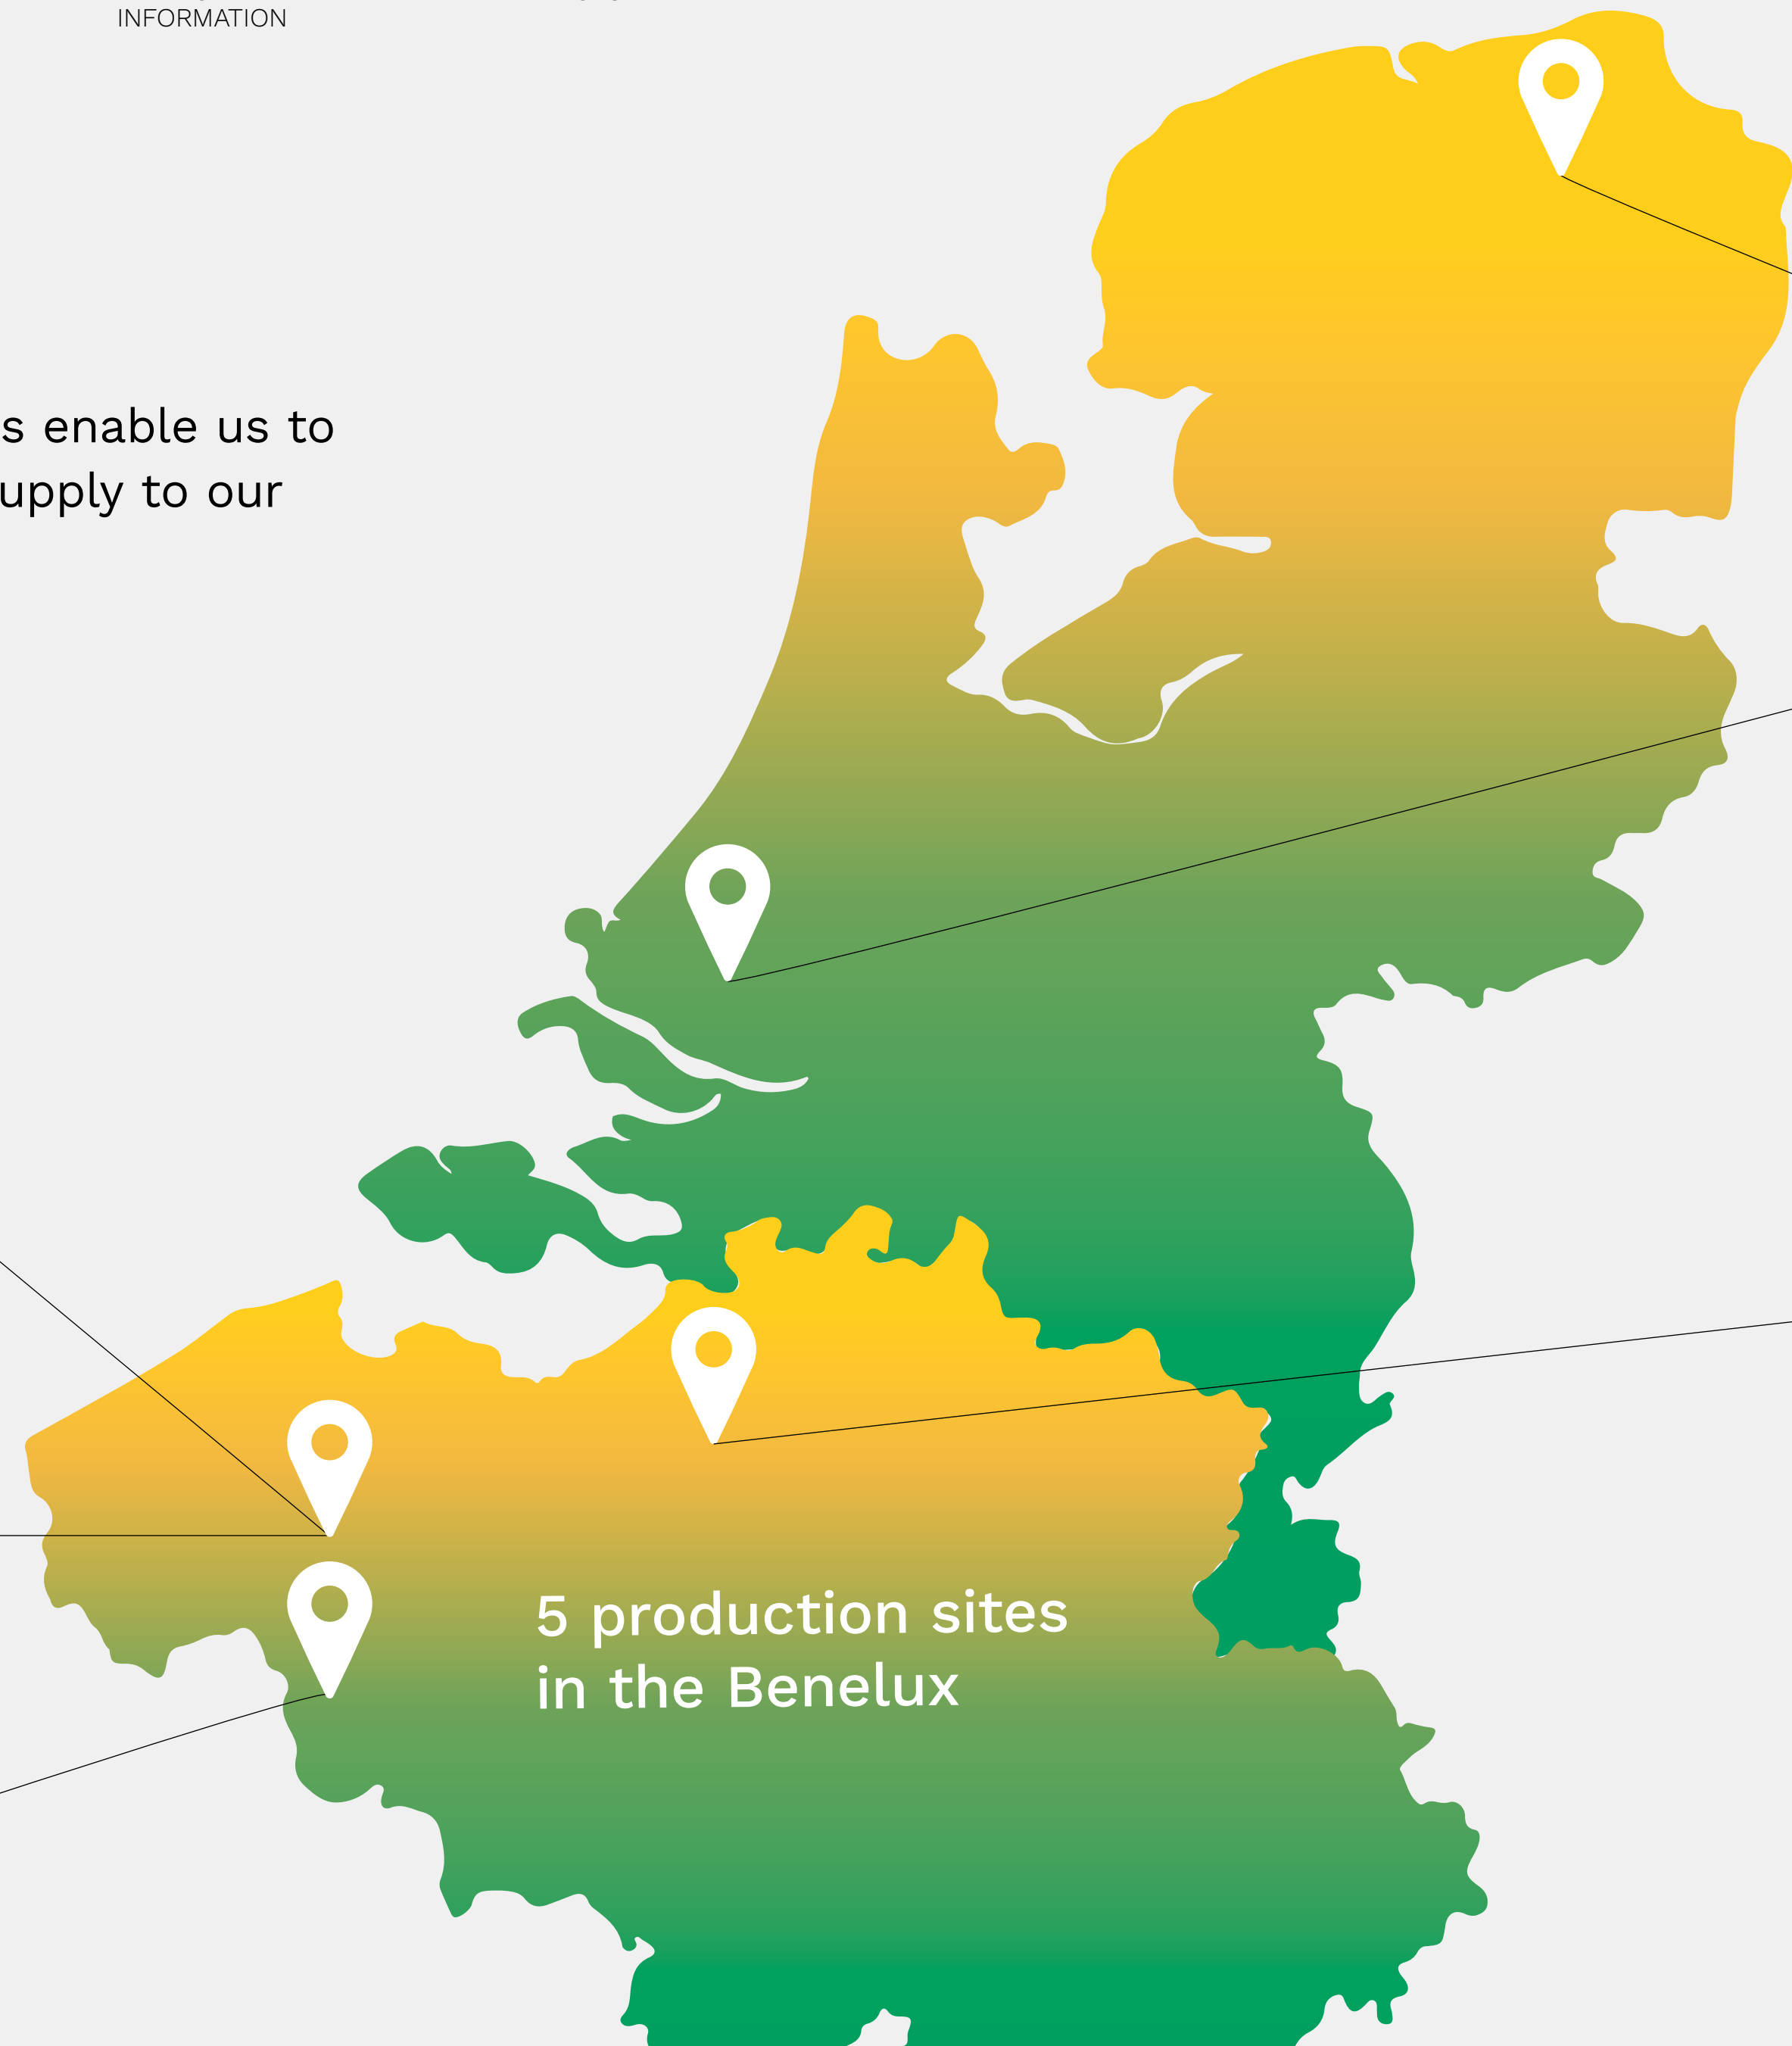 INFORMATION
s enable us to
upply to our
5 production sites
in the Benelux